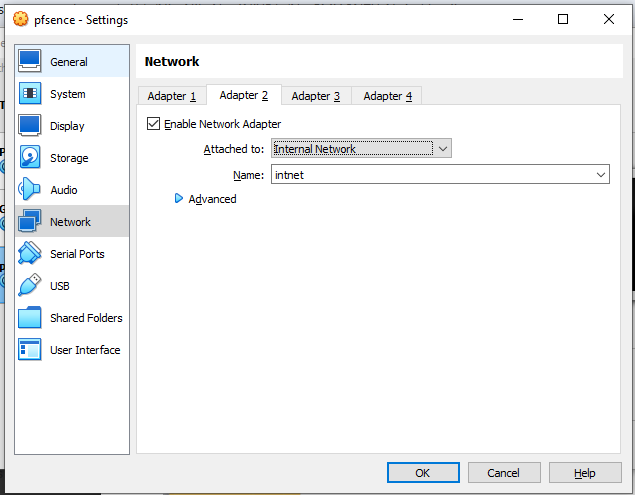 pfsence - Settings
General
System
Display
Storage
Audio
Network
Serial Ports
USB
Shared Folders
User Interface
Network
Adapter 1 Adapter 2 Adapter 3 Adapter 4
Enable Network Adapter
Attached to: Internal Network
Name: intnet
Advanced
OK Cancel Help